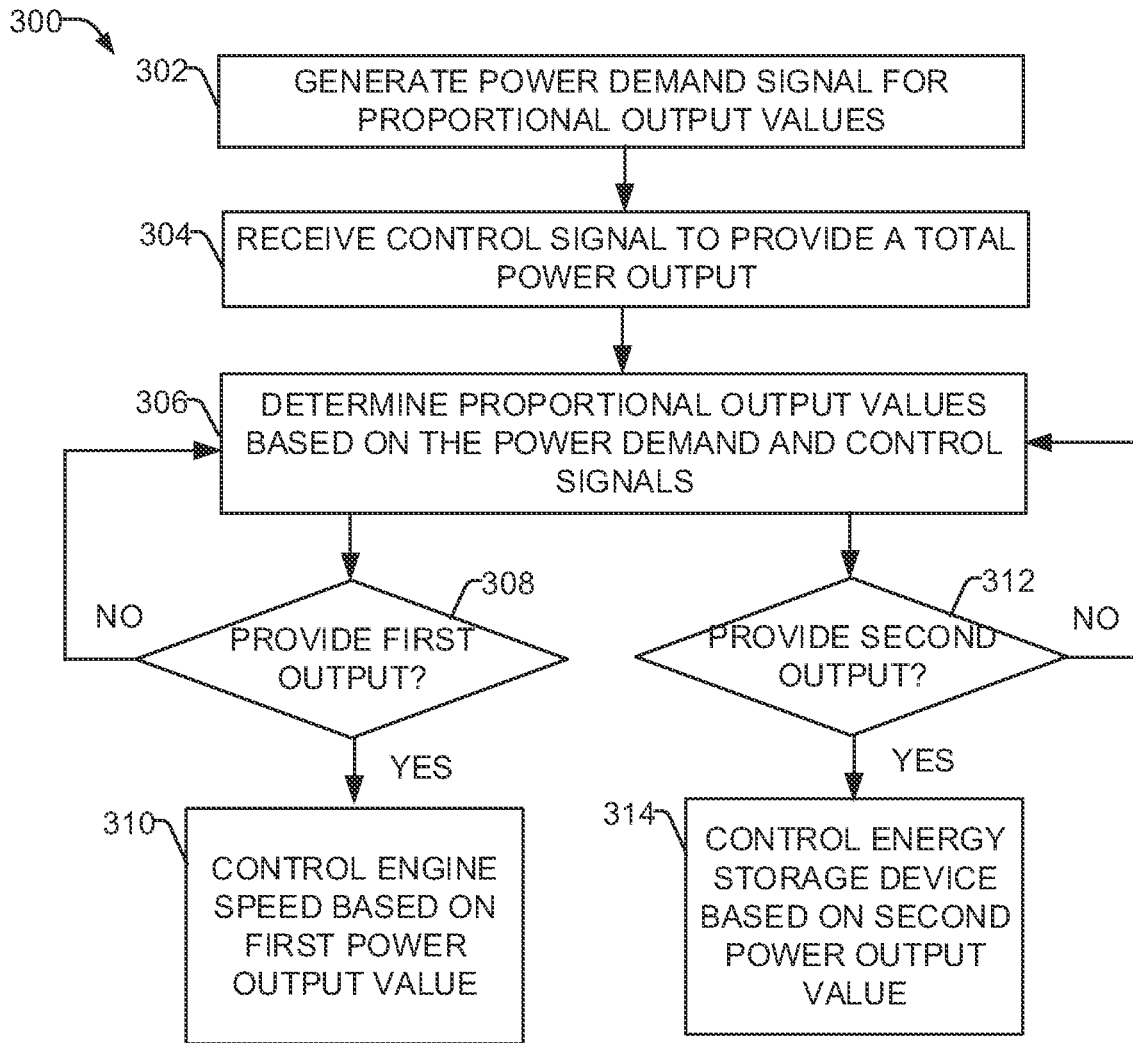 300
302
GENERATE POWER DEMAND SIGNAL FOR
PROPORTIONAL OUTPUT VALUES
304
RECEIVE CONTROL SIGNAL TO PROVIDE A TOTAL
POWER OUTPUT
306
DETERMINE PROPORTIONAL OUTPUT VALUES
BASED ON THE POWER DEMAND AND CONTROL
SIGNALS
308
NO
PROVIDE FIRST
OUTPUT?
YES
312
PROVIDE SECOND
OUTPUT?
NO
YES
310
CONTROL ENGINE
SPEED BASED ON
FIRST POWER
OUTPUT VALUE
314
CONTROL ENERGY
STORAGE DEVICE
BASED ON SECOND
POWER OUTPUT
VALUE